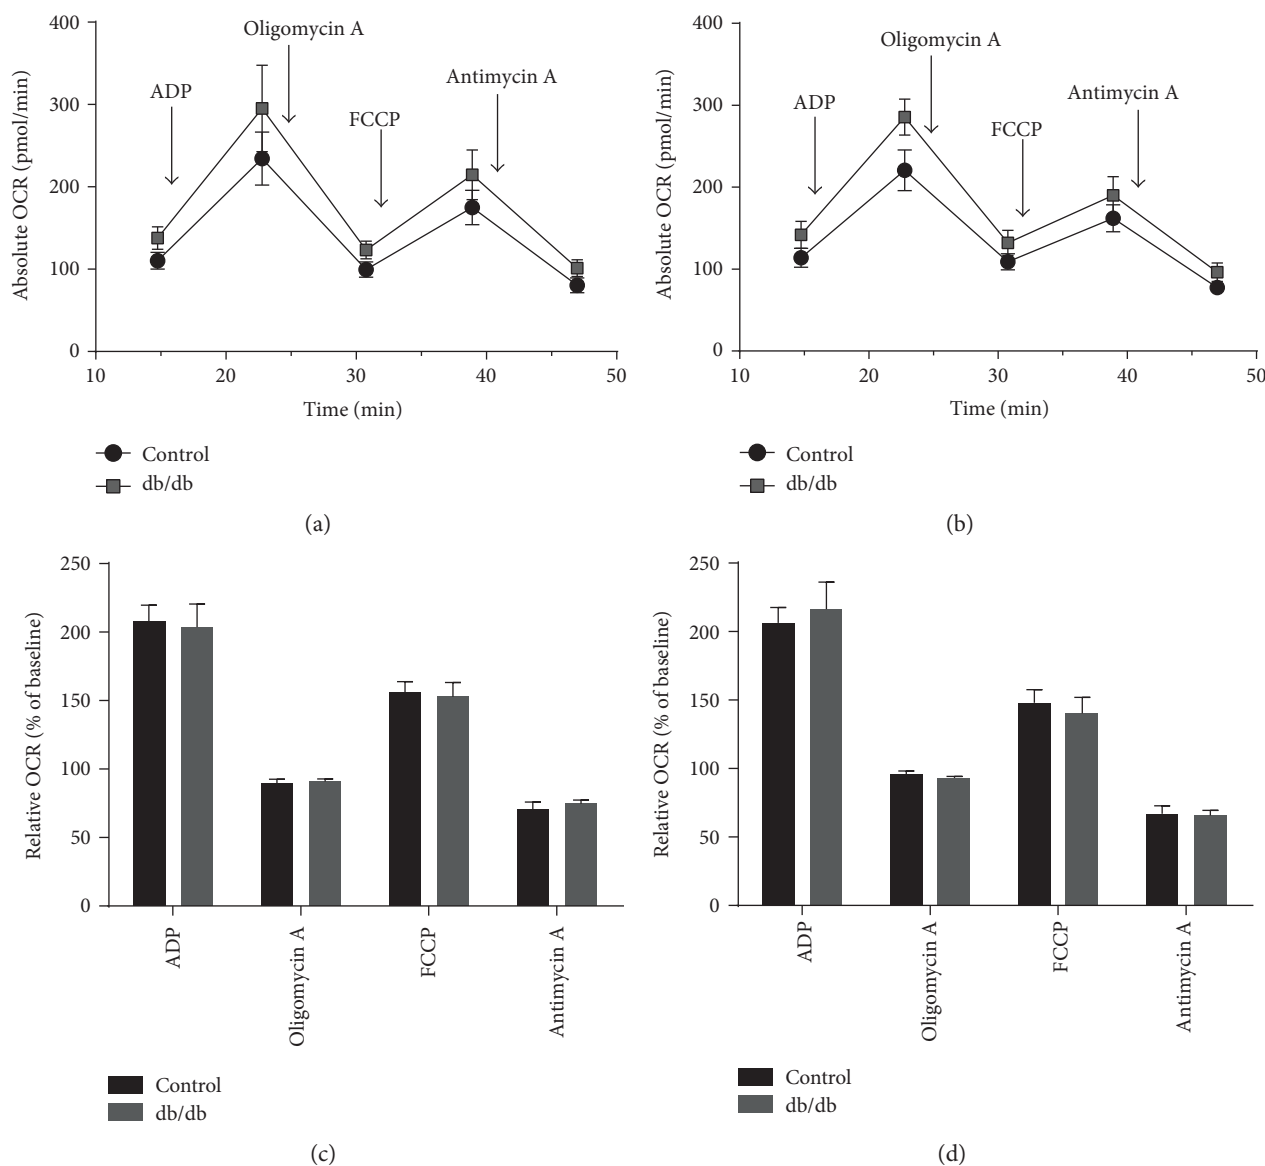 400
300
200
100
0
Absolute OCR (pmol/min)
ADP
Oligomycin A
FCCP
Antimycin A
10 20 30 40 50
Time (min)
Control
db/db
(a)
400
300
200
100
0
Absolute OCR (pmol/min)
ADP
Oligomycin A
FCCP
Antimycin A
10 20 30 40 50
Time (min)
Control
db/db
(b)
250
200
150
100
50
0
Relative OCR (% of baseline)
ADP
Oligomycin A
FCCP
Antimycin A
Control
db/db
(c)
250
200
150
100
50
0
Relative OCR (% of baseline)
ADP
Oligomycin A
FCCP
Antimycin A
Control
db/db
(d)